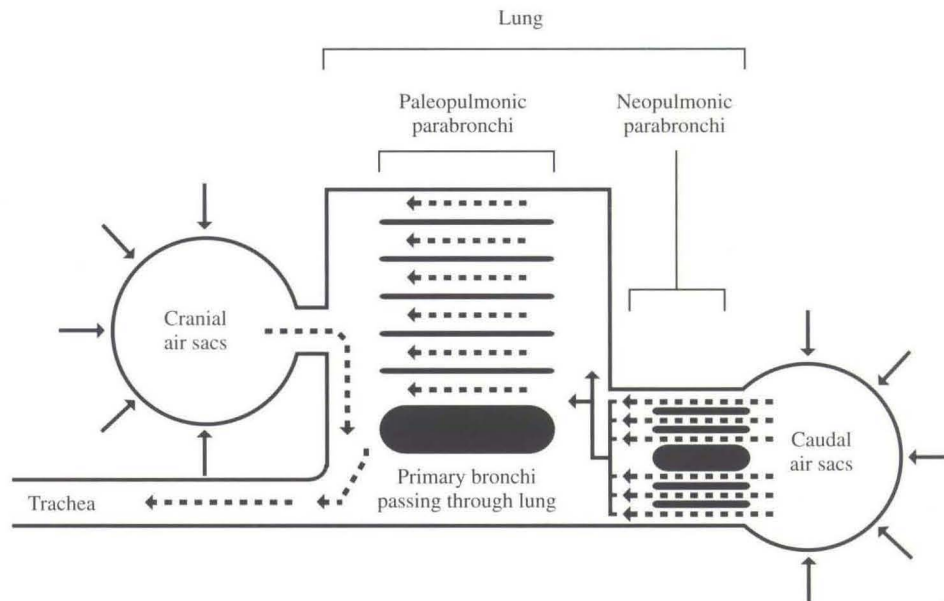 Lung
Paleopulmonic
parabronchi
Neopulmonic
parabronchi
Cranial
air sacs
Caudal
air sacs
Primary bronchi
passing through lung
Trachea